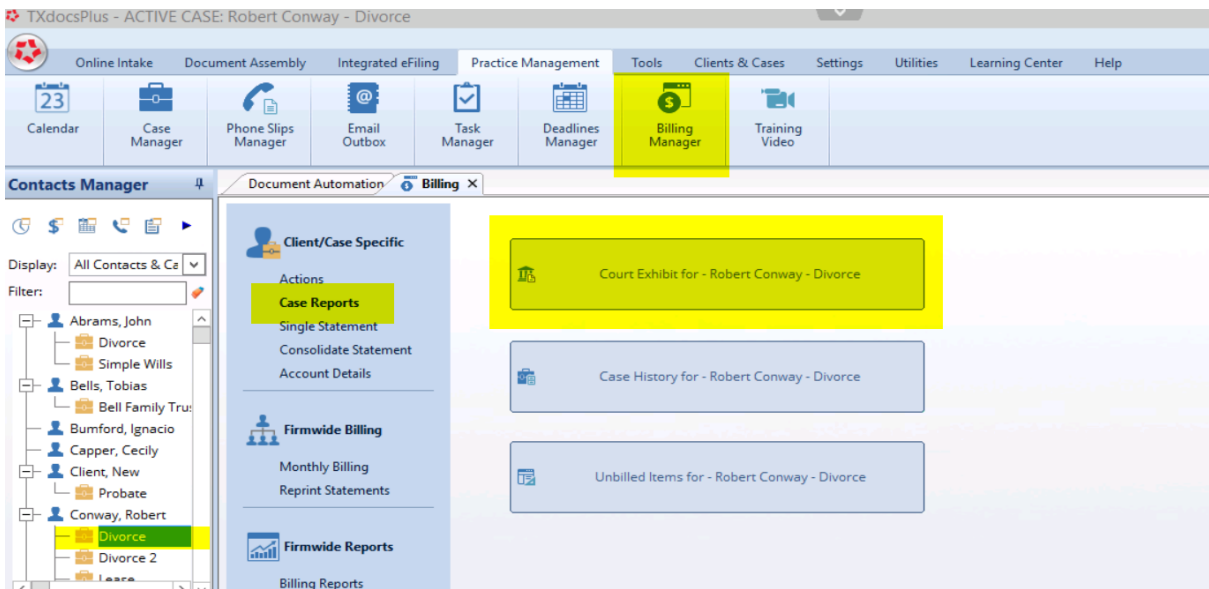 TXdocsPlus - ACTIVE CASE: Robert Conway - Divorce
Online Intake Document Assembly Integrated eFiling Practice Management Tools Clients & Cases Settings Utilities Learning Center Help
23
Calendar
Case
Manager
Phone Slips
Manager
@
Email
Outbox
Task
Manager
Deadlines
Manager
$
Billing
Manager
Training
Video
Contacts Manager
Display: All Contacts & Ca
Filter:
Abrams, John
Divorce
Simple Wills
Bells, Tobias
Bell Family Tru
Bumford, Ignacio
Capper, Cecily
Client, New
Probate
Conway, Robert
Divorce
Divorce 2
Lease
Document Automation
Billing X
Client/Case Specific
Actions
Case Reports
Single Statement
Consolidate Statement
Account Details
Firmwide Billing
Monthly Billing
Reprint Statements
Firmwide Reports
Billing Reports
Court Exhibit for - Robert Conway - Divorce
Case History for - Robert Conway - Divorce
Unbilled Items for - Robert Conway - Divorce